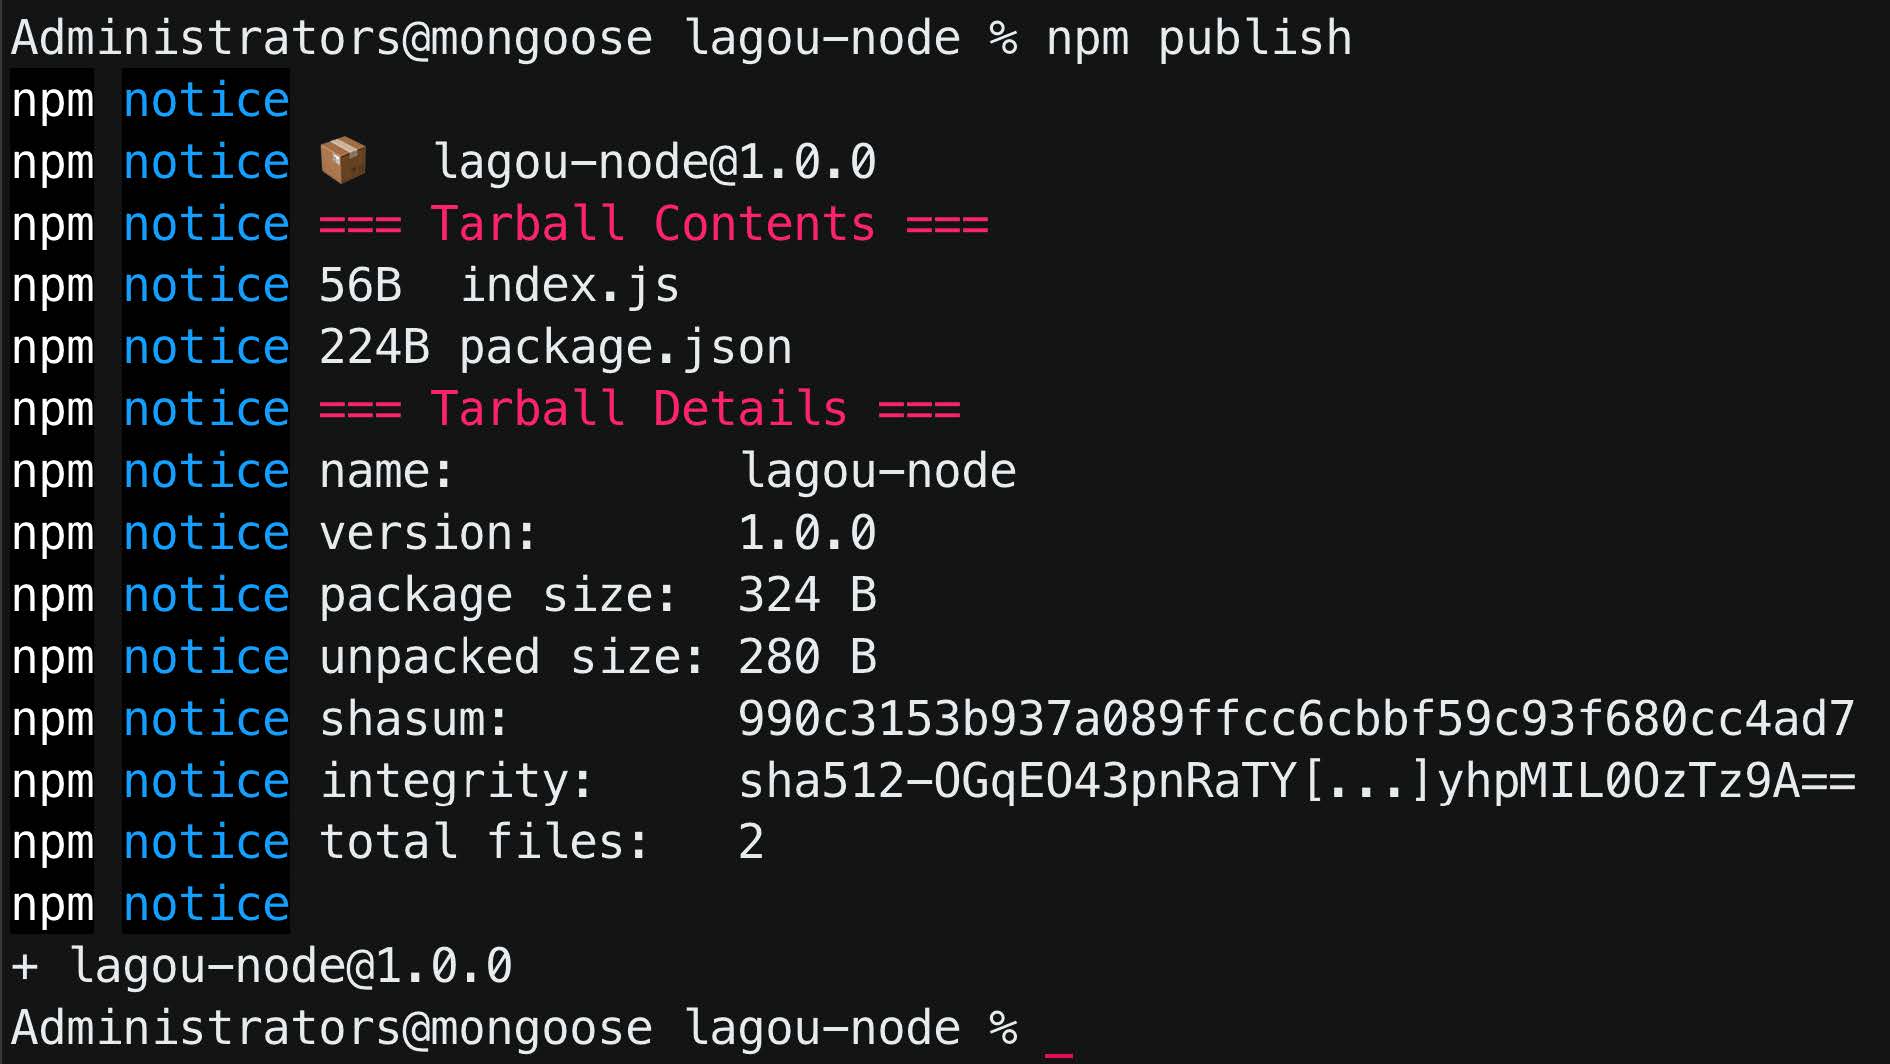 Administrators@mongoose lagou-node % npm publish
npm notice
npm notice 📦  lagou-node@1.0.0
npm notice === Tarball Contents ===
npm notice 56B  index.js
npm notice 224B package.json
npm notice === Tarball Details ===
npm notice name:          lagou-node
npm notice version:       1.0.0
npm notice package size:  324 B
npm notice unpacked size: 280 B
npm notice shasum:        990c3153b937a089ffcc6cbbf59c93f680cc4ad7
npm notice integrity:     sha512-OGqEO43pnRaTY[...]yhpMIL0OzTz9A==
npm notice total files:   2
npm notice
+ lagou-node@1.0.0
Administrators@mongoose lagou-node % _